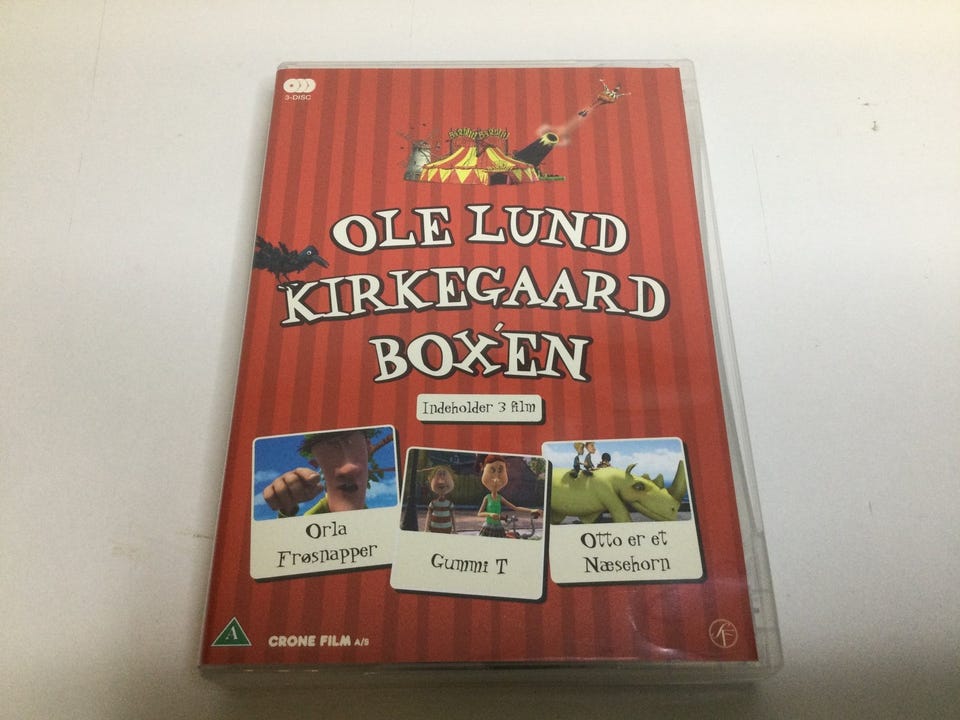 3-DISC
OLE LUND
KIRKEGAARD
BOX'EN
Indeholder 3 film
Orla
Frøsnapper
Gummi T
Otto er et
Næsehorn
A
CRONE FILM A/S
SF